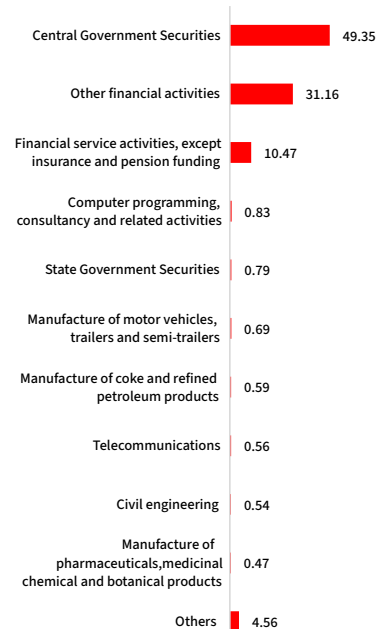 Central Government Securities 49.35
Other financial activities 31.16
Financial service activities, except
insurance and pension funding 10.47
Computer programming,
consultancy and related activities 0.83
State Government Securities 0.79
Manufacture of motor vehicles,
trailers and semi-trailers 0.69
Manufacture of coke and refined
petroleum products 0.59
Telecommunications 0.56
Civil engineering 0.54
Manufacture of
pharmaceuticals,medicinal 0.47
chemical and botanical products
Others 4.56